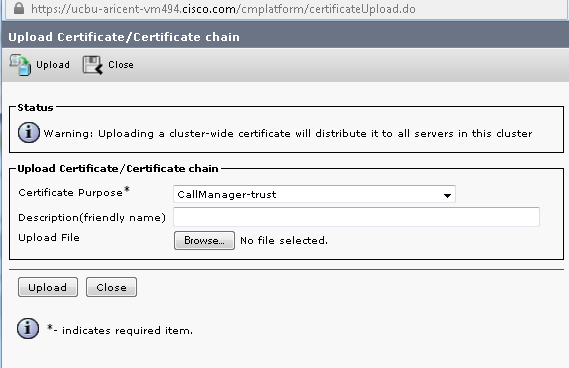 https://ucbu-aricent-vm494.cisco.com/cmplatform/certificateUpload.do
Upload Certificate/Certificate chain
Upload Close
Status
Warning: Uploading a cluster-wide certificate will distribute it to all servers in this cluster
Upload Certificate/Certificate chain
Certificate Purpose* CallManager-trust
Description(friendly name)
Upload File Browse... No file selected.
Upload Close
*- indicates required item.